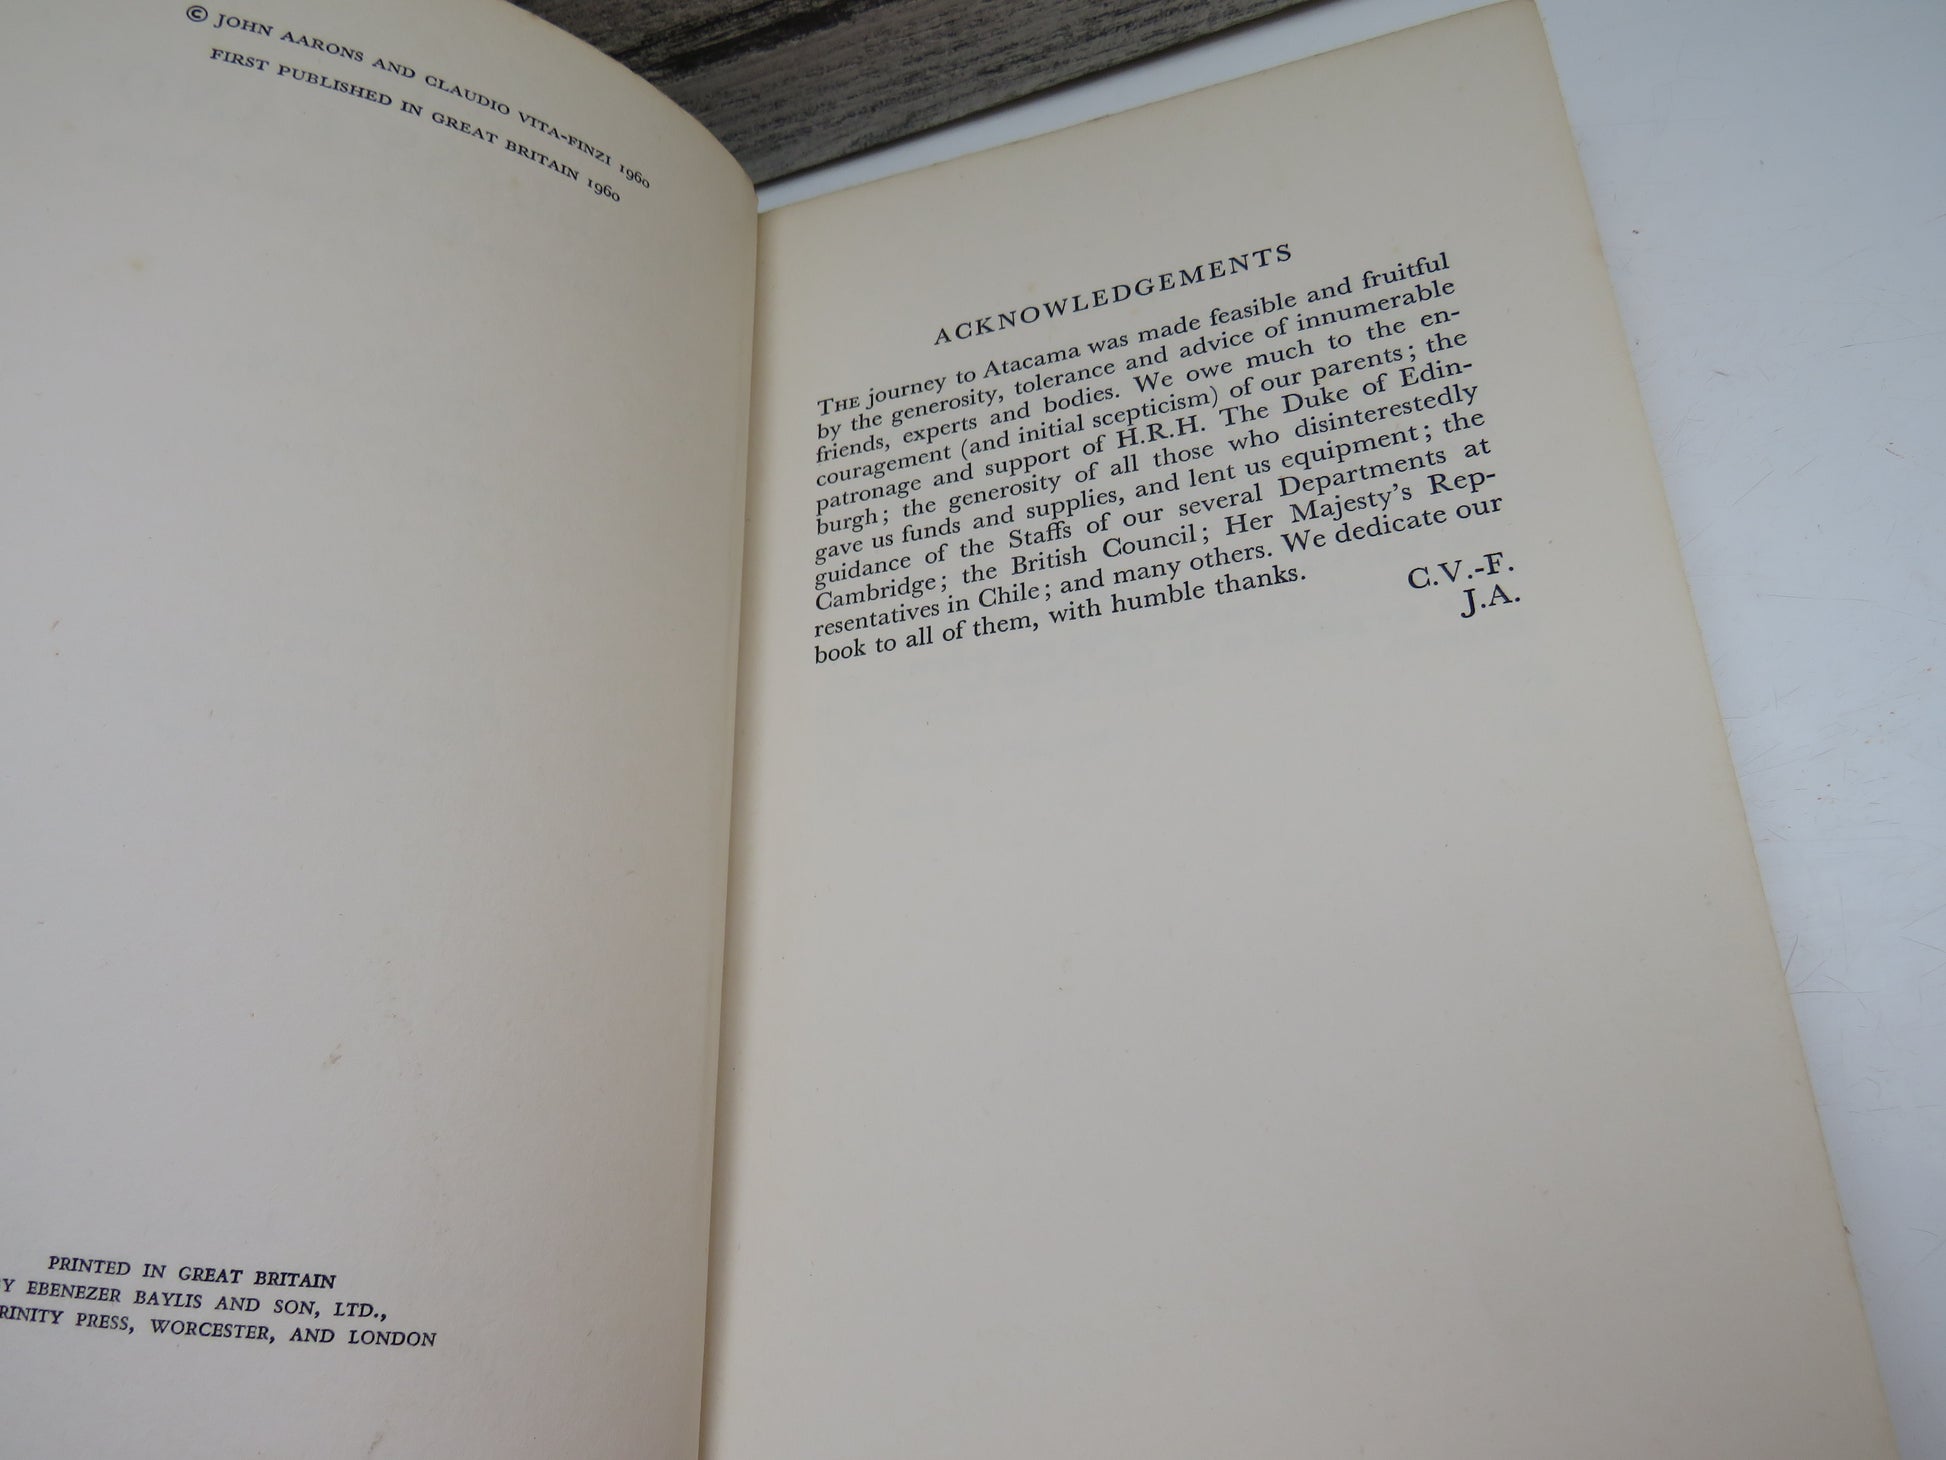 © JOHN AARONS AND CLAUDIO VITA-FINZI 1960
FIRST PUBLISHED IN GREAT BRITAIN 1960
PRINTED IN GREAT BRITAIN
EBENEZER BAYLIS AND SON, LTD.,
PRESS, WORCESTER, AND LONDON
ACKNOWLEDGEMENTS
THE journey to Atacama was made feasible and fruitful
by the generosity, tolerance and advice of innumerable
friends, experts and bodies. We owe much to the en-
couragement (and initial scepticism) of our parents; the
patronage and support of H.R.H. The Duke of Edin-
burgh; the generosity of all those who disinterestedly
gave us funds and supplies, and lent us equipment; the
guidance of the Staffs of our several Departments at
Cambridge; the British Council; Her Majesty's Rep-
resentatives in Chile; and many others. We dedicate our
book to all of them, with humble thanks.
C.V.-F.
J.A.